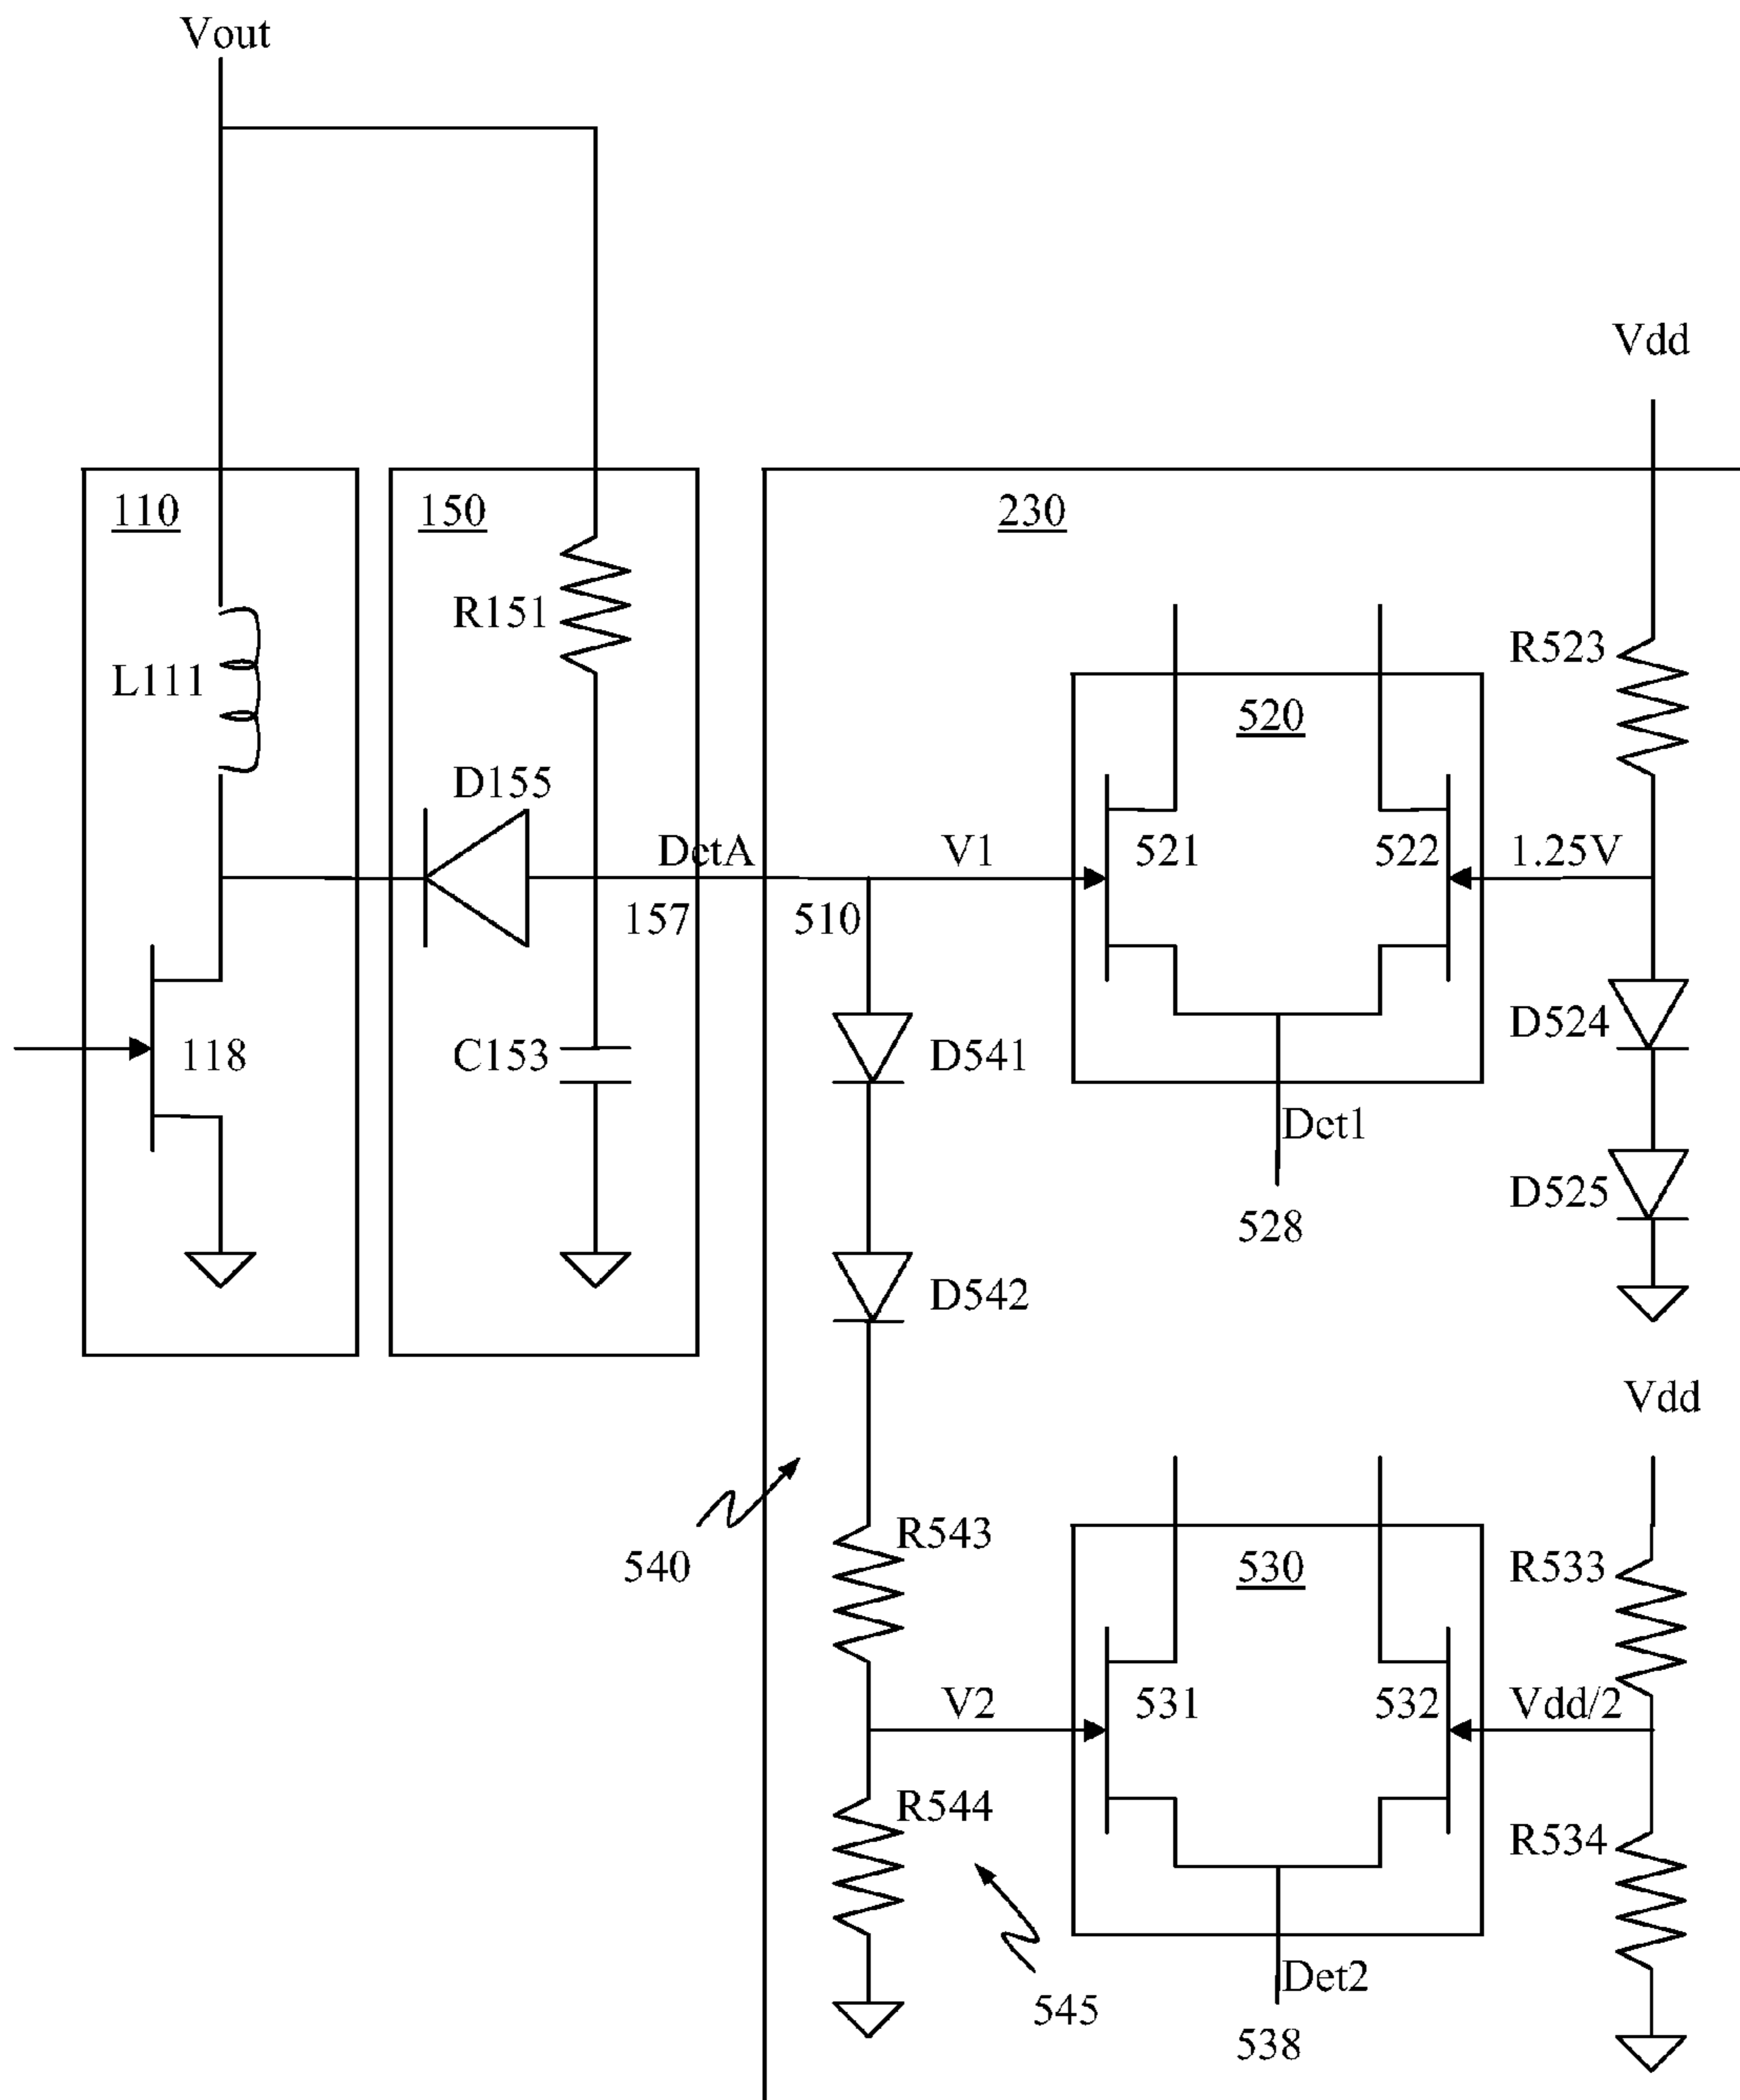 Vout
Vdd
110
150
230
R151
R523
L111
520
D155
DctA
V1
521
522
1.25V
157
510
118
C153
D541
D524
Dct1
D525
528
D542
Vdd
540
R543
530
R533
V2
531
532
Vdd/2
R544
R534
545
Det2
538